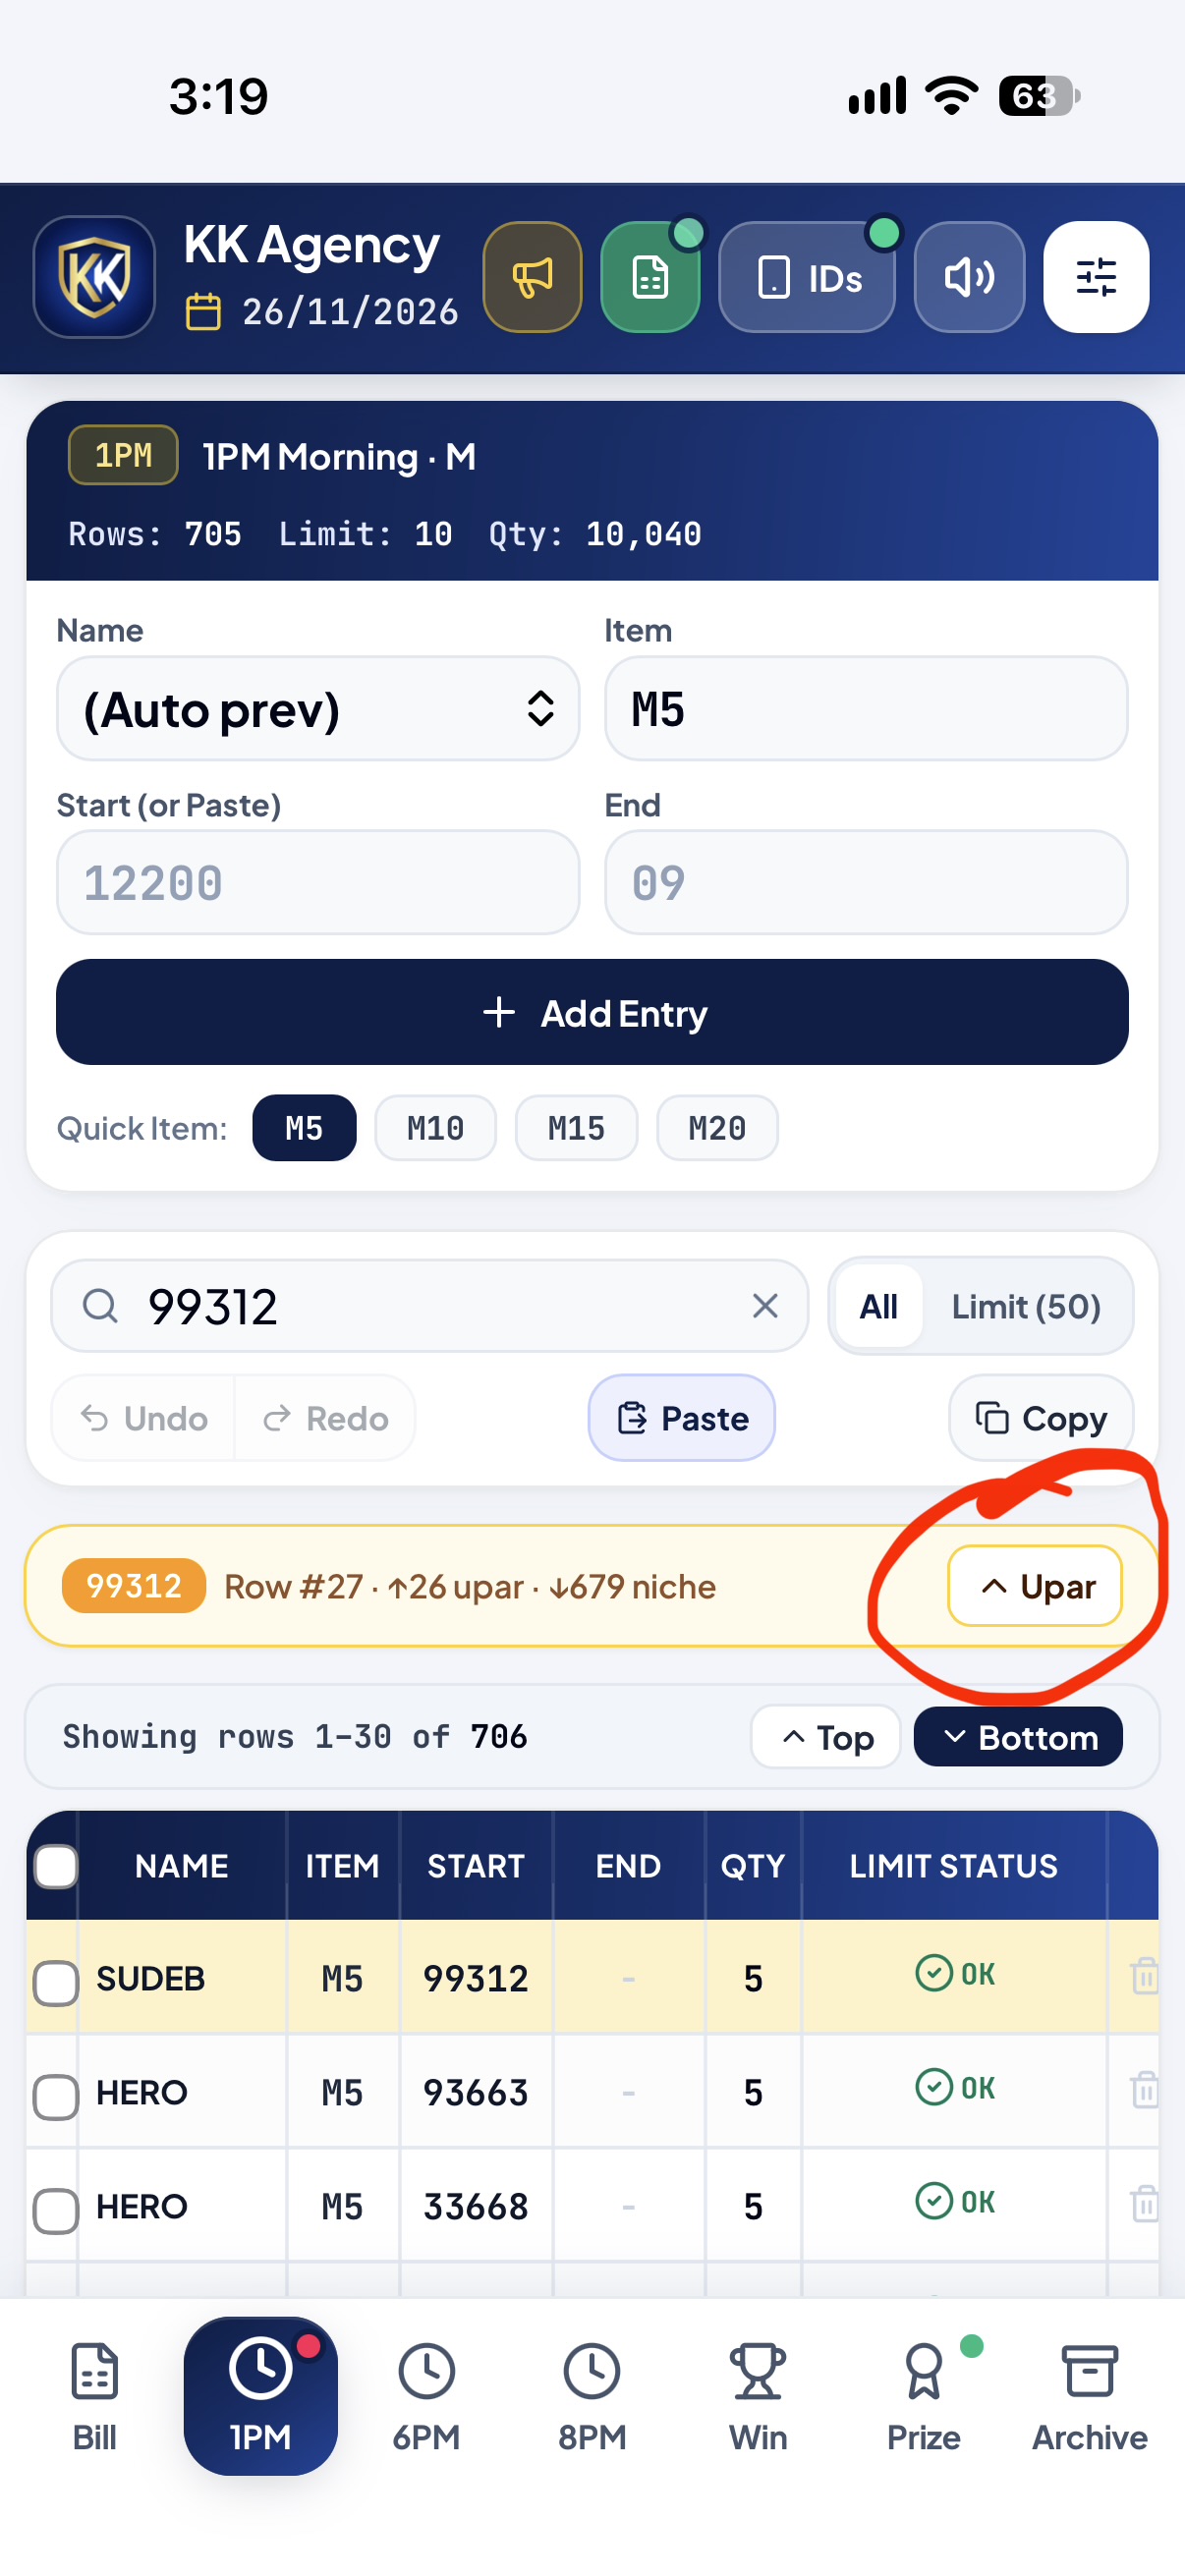 3:19
63
KK
KK Agency
26/11/2026
IDs
1PM
1PM Morning · M
Rows: 705 Limit: 10 Qty: 10,040
Name
Item
(Auto prev)
M5
Start (or Paste)
End
12200
09
+ Add Entry
Quick Item: M5 M10 M15 M20
99312
All
Limit (50)
Undo
Redo
Paste
Copy
99312 Row #27 · ↑26 upar · ↓679 niche
Upar
Showing rows 1–30 of 706
Top
Bottom
NAME ITEM START END QTY LIMIT STATUS
SUDEB M5 99312 - 5 OK
HERO M5 93663 - 5 OK
HERO M5 33668 - 5 OK
Bill
1PM
6PM
8PM
Win
Prize
Archive